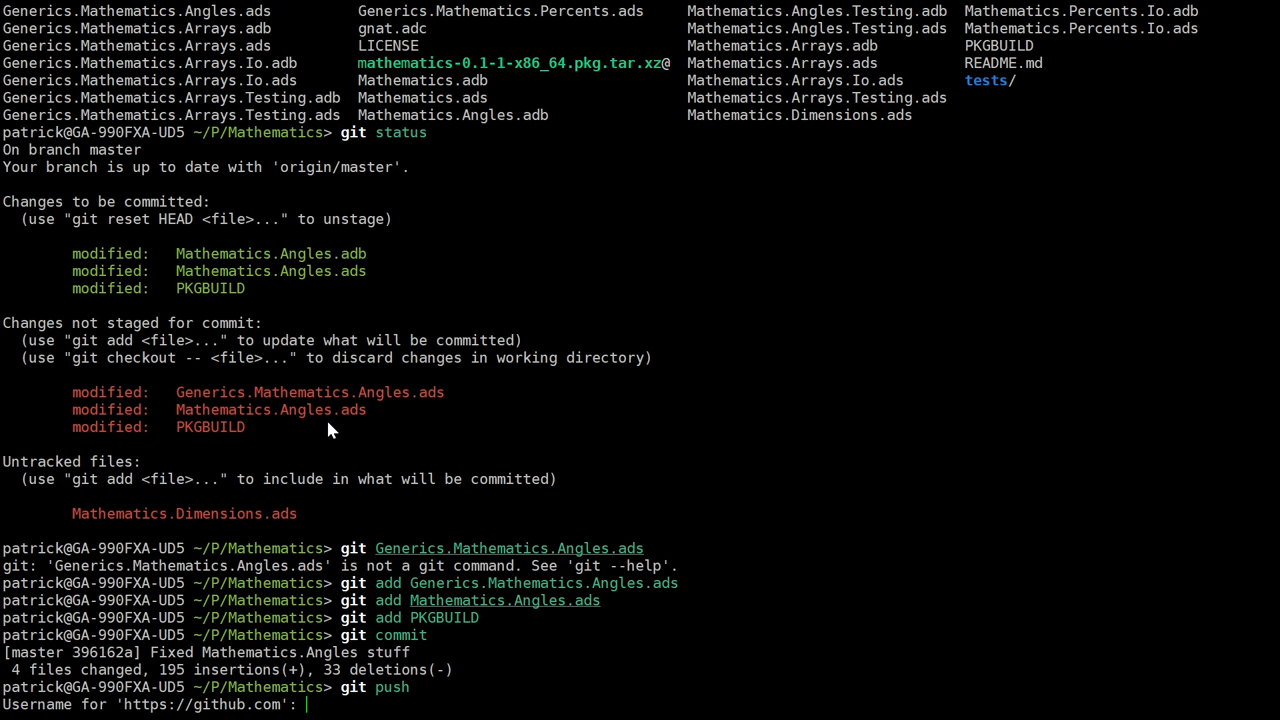 Generics.Mathematics.Angles.ads Generics.Mathematics.Percents.ads Mathematics.Angles.Testing.adb Mathematics.Percents.Io.adb
Generics.Mathematics.Arrays.adb gnat.adc Mathematics.Angles.Testing.ads Mathematics.Percents.Io.ads
Generics.Mathematics.Arrays.ads LICENSE Mathematics.Arrays.adb PKGBUILD
Generics.Mathematics.Arrays.Io.adb mathematics-0.1-1-x86_64.pkg.tar.xz@ Mathematics.Arrays.ads README.md
Generics.Mathematics.Arrays.Io.ads Mathematics.adb Mathematics.Arrays.Io.ads tests/
Generics.Mathematics.Arrays.Testing.adb Mathematics.ads Mathematics.Arrays.Testing.ads
Generics.Mathematics.Arrays.Testing.ads Mathematics.Angles.adb Mathematics.Dimensions.ads
patrick@GA-990FXA-UD5 ~/P/Mathematics> git status
On branch master
Your branch is up to date with 'origin/master'.
Changes to be committed:
(use "git reset HEAD <file>..." to unstage)
modified: Mathematics.Angles.adb
modified: Mathematics.Angles.ads
modified: PKGBUILD
Changes not staged for commit:
(use "git add <file>..." to update what will be committed)
(use "git checkout -- <file>..." to discard changes in working directory)
modified: Generics.Mathematics.Angles.ads
modified: Mathematics.Angles.ads
modified: PKGBUILD
Untracked files:
(use "git add <file>..." to include in what will be committed)
Mathematics.Dimensions.ads
patrick@GA-990FXA-UD5 ~/P/Mathematics> git Generics.Mathematics.Angles.ads
git: 'Generics.Mathematics.Angles.ads' is not a git command. See 'git --help'.
patrick@GA-990FXA-UD5 ~/P/Mathematics> git add Generics.Mathematics.Angles.ads
patrick@GA-990FXA-UD5 ~/P/Mathematics> git add Mathematics.Angles.ads
patrick@GA-990FXA-UD5 ~/P/Mathematics> git add PKGBUILD
patrick@GA-990FXA-UD5 ~/P/Mathematics> git commit
[master 396162a] Fixed Mathematics.Angles stuff
4 files changed, 195 insertions(+), 33 deletions(-)
patrick@GA-990FXA-UD5 ~/P/Mathematics> git push
Username for 'https://github.com':